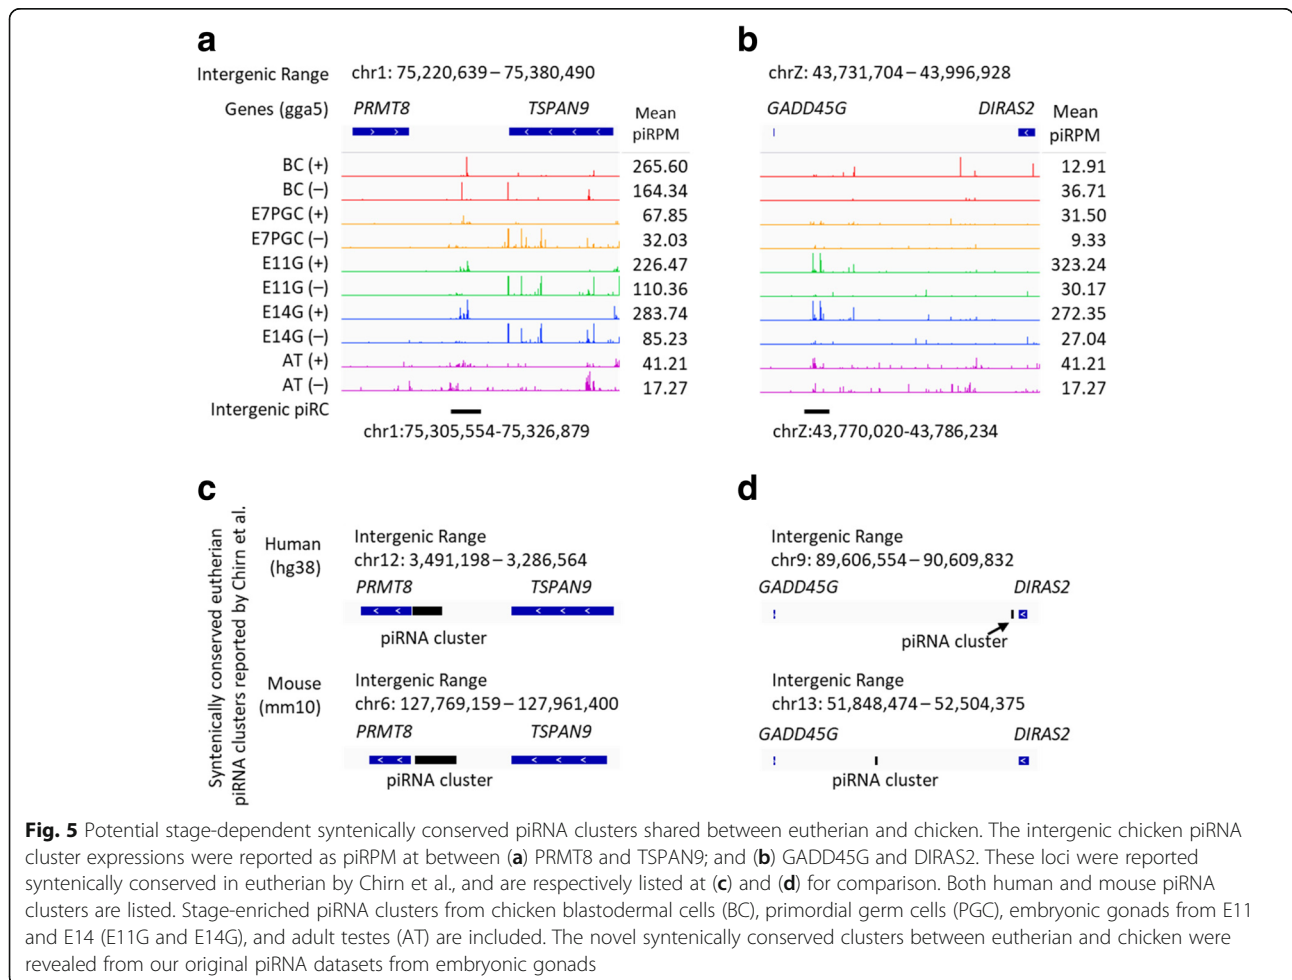 a
Intergenic Range chr1: 75,220,639 – 75,380,490
Genes (gga5) PRMT8 TSPAN9 Mean piRPM
BC (+) 265.60
BC (–) 164.34
E7PGC (+) 67.85
E7PGC (–) 32.03
E11G (+) 226.47
E11G (–) 110.36
E14G (+) 283.74
E14G (–) 85.23
AT (+) 41.21
AT (–) 17.27
Intergenic piRC
chr1:75,305,554-75,326,879
b
chrZ: 43,731,704 – 43,996,928
GADD45G DIRAS2 Mean piRPM
12.91
36.71
31.50
9.33
323.24
30.17
272.35
27.04
41.21
17.27
chrZ:43,770,020-43,786,234
c
Syntenically conserved eutherian
piRNA clusters reported by Chirn et al.
Human
(hg38)
Intergenic Range
chr12: 3,491,198 – 3,286,564
PRMT8 TSPAN9
piRNA cluster
Mouse
(mm10)
Intergenic Range
chr6: 127,769,159 – 127,961,400
PRMT8 TSPAN9
piRNA cluster
d
Intergenic Range
chr9: 89,606,554 – 90,609,832
GADD45G DIRAS2
piRNA cluster
Intergenic Range
chr13: 51,848,474 – 52,504,375
GADD45G DIRAS2
piRNA cluster
Fig. 5 Potential stage-dependent syntenically conserved piRNA clusters shared between eutherian and chicken. The intergenic chicken piRNA
cluster expressions were reported as piRPM at between (a) PRMT8 and TSPAN9; and (b) GADD45G and DIRAS2. These loci were reported
syntenically conserved in eutherian by Chirn et al., and are respectively listed at (c) and (d) for comparison. Both human and mouse piRNA
clusters are listed. Stage-enriched piRNA clusters from chicken blastodermal cells (BC), primordial germ cells (PGC), embryonic gonads from E11
and E14 (E11G and E14G), and adult testes (AT) are included. The novel syntenically conserved clusters between eutherian and chicken were
revealed from our original piRNA datasets from embryonic gonads